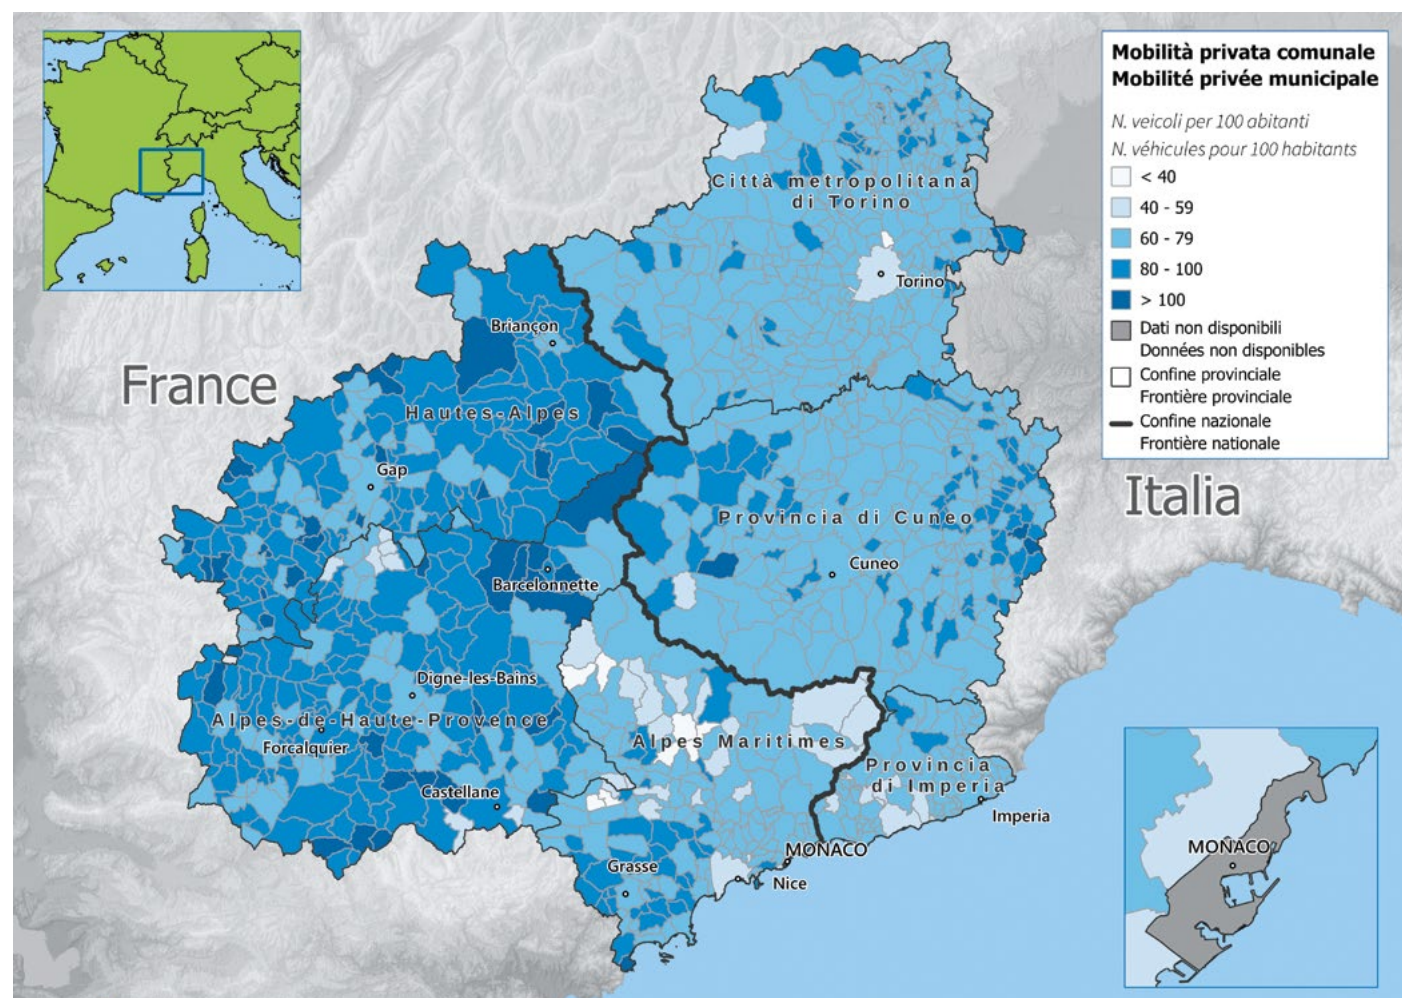 Mobilità privata comunale
Mobilité privée municipale
N. veicoli per 100 abitanti
N. véhicules pour 100 habitants
< 40
40 - 59
60 - 79
80 - 100
> 100
Dati non disponibili
Données non disponibles
Confine provinciale
Frontière provinciale
Confine nazionale
Frontière nationale
Città metropolitana
di Torino
Torino
Briançon
France
Hautes-Alpes
Gap
Italia
Provincia di Cuneo
Cuneo
Barcelonnette
Digne-les-Bains
Alpes-de-Haute-Provence
Forcalquier
Alpes Maritimes
Provincia
di Imperia
Castellane
Imperia
MONACO
Grasse
Nice
MONACO